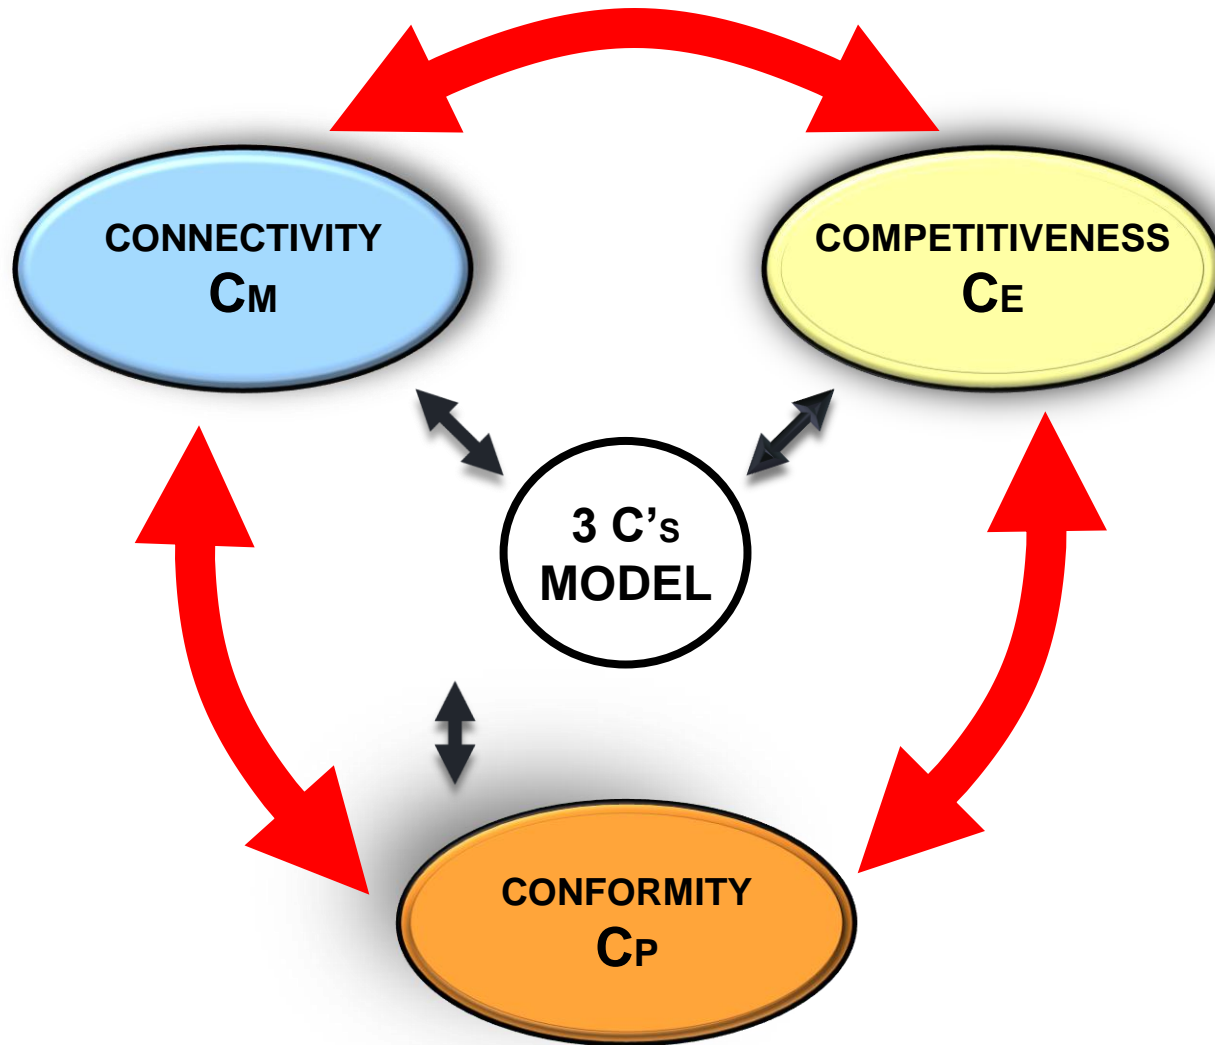 CONNECTIVITY
CM
COMPETITIVENESS
CE
3 C’s
MODEL
CONFORMITY
CP